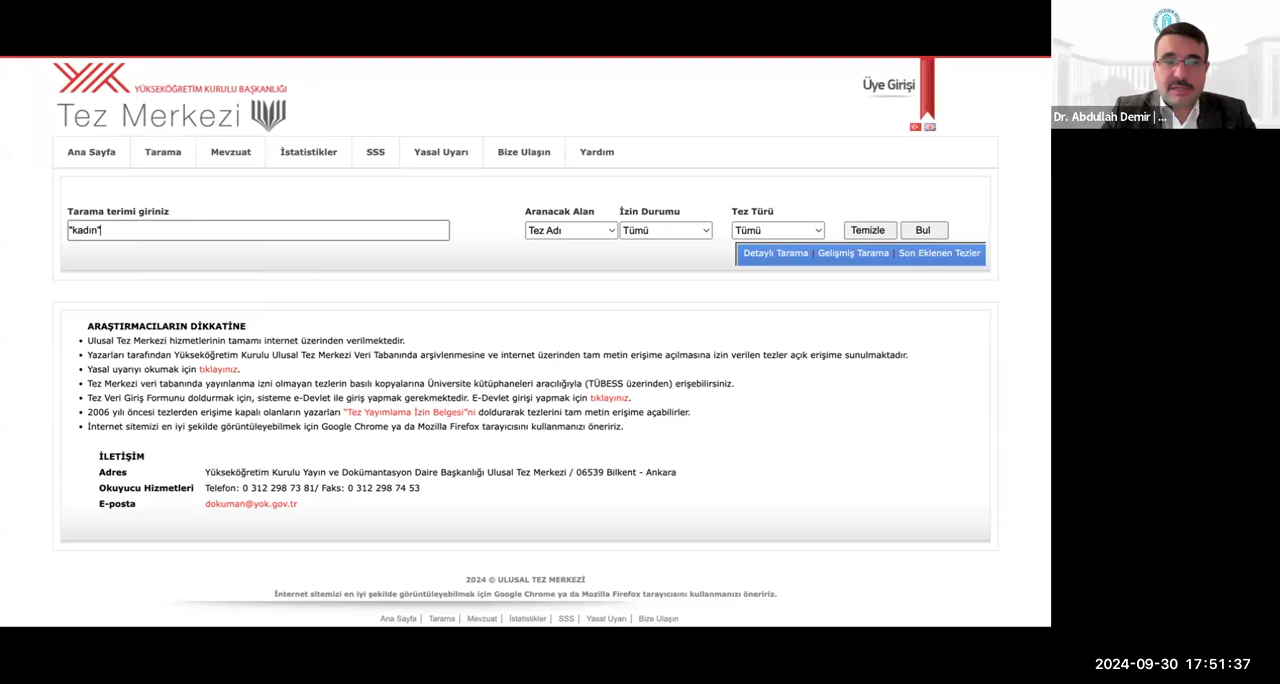 YÜKSEKÖĞRETİM KURULU BAŞKANLIĞI
Tez Merkezi
Üye Girişi
Dr. Abdullah Demir | ...
Ana Sayfa Tarama Mevzuat İstatistikler SSS Yasal Uyarı Bize Ulaşın Yardım
Tarama terimi giriniz Aranacak Alan İzin Durumu Tez Türü
"kadın" Tez Adı Tümü Tümü Temizle Bul
Detaylı Tarama | Gelişmiş Tarama | Son Eklenen Tezler
ARAŞTIRMACILARIN DİKKATİNE
• Ulusal Tez Merkezi hizmetlerinin tamamı internet üzerinden verilmektedir.
• Yazarları tarafından Yükseköğretim Kurulu Ulusal Tez Merkezi Veri Tabanında arşivlenmesine ve internet üzerinden tam metin erişime açılmasına izin verilen tezler açık erişime sunulmaktadır.
• Yasal uyarıyı okumak için tıklayınız.
• Tez Merkezi veri tabanında yayınlanma izni olmayan tezlerin basılı kopyalarına Üniversite kütüphaneleri aracılığıyla (TÜBESS üzerinden) erişebilirsiniz.
• Tez Veri Giriş Formunu doldurmak için, sisteme e-Devlet ile giriş yapmak gerekmektedir. E-Devlet girişi yapmak için tıklayınız.
• 2006 yılı öncesi tezlerden erişime kapalı olanların yazarları "Tez Yayımlama İzin Belgesi"ni doldurarak tezlerini tam metin erişime açabilirler.
• İnternet sitemizi en iyi şekilde görüntüleyebilmek için Google Chrome ya da Mozilla Firefox tarayıcısını kullanmanızı öneririz.
İLETİŞİM
Adres Yükseköğretim Kurulu Yayın ve Dokümantasyon Daire Başkanlığı Ulusal Tez Merkezi / 06539 Bilkent - Ankara
Okuyucu Hizmetleri Telefon: 0 312 298 73 81/ Faks: 0 312 298 74 53
E-posta dokuman@yok.gov.tr
2024 © ULUSAL TEZ MERKEZİ
İnternet sitemizi en iyi şekilde görüntüleyebilmek için Google Chrome ya da Mozilla Firefox tarayıcısını kullanmanızı öneririz.
Ana Sayfa | Tarama | Mevzuat | İstatistikler | SSS | Yasal Uyarı | Bize Ulaşın
2024-09-30 17:51:37